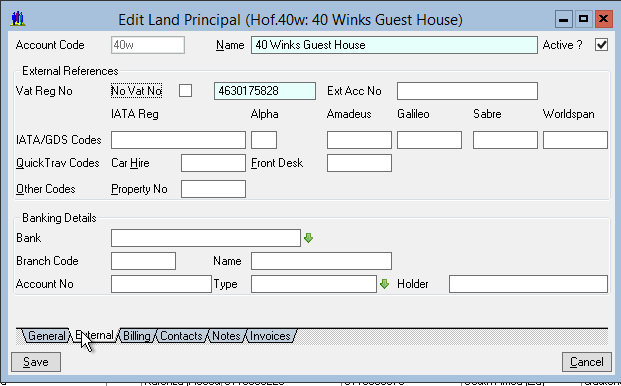 Edit Land Principal (Hof.40w: 40 Winks Guest House)
Account Code 40w Name 40 Winks Guest House Active ?
External References
Vat Reg No No Vat No 4630175828 Ext Acc No
IATA Reg Alpha Amadeus Galileo Sabre Worldspan
IATA/GDS Codes
QuickTrav Codes Car Hire Front Desk
Other Codes Property No
Banking Details
Bank
Branch Code Name
Account No Type Holder
General External Billing Contacts Notes Invoices
Save Cancel